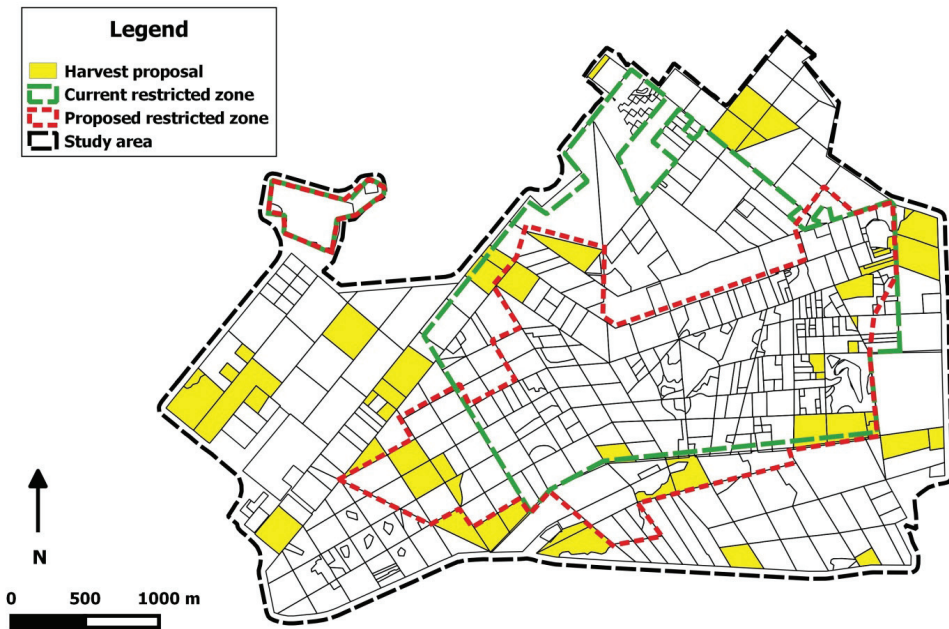 Legend
Harvest proposal
Current restricted zone
Proposed restricted zone
Study area
N
0 500 1000 m